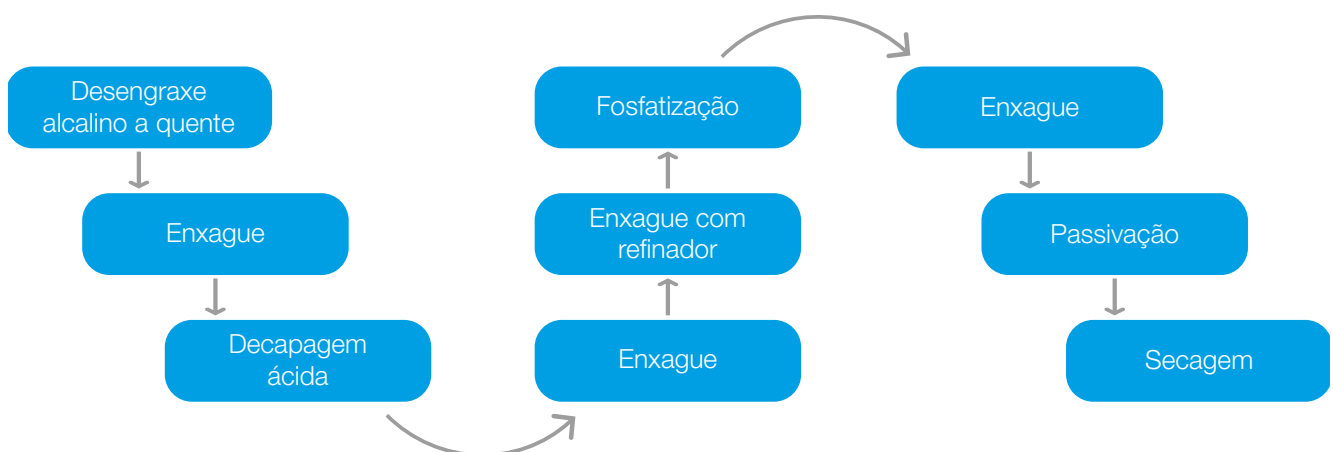 Desengraxe
alcalino a quente
Enxague
Decapagem
ácida
Enxague
Enxague com
refinador
Fosfatização
Enxague
Passivação
Secagem